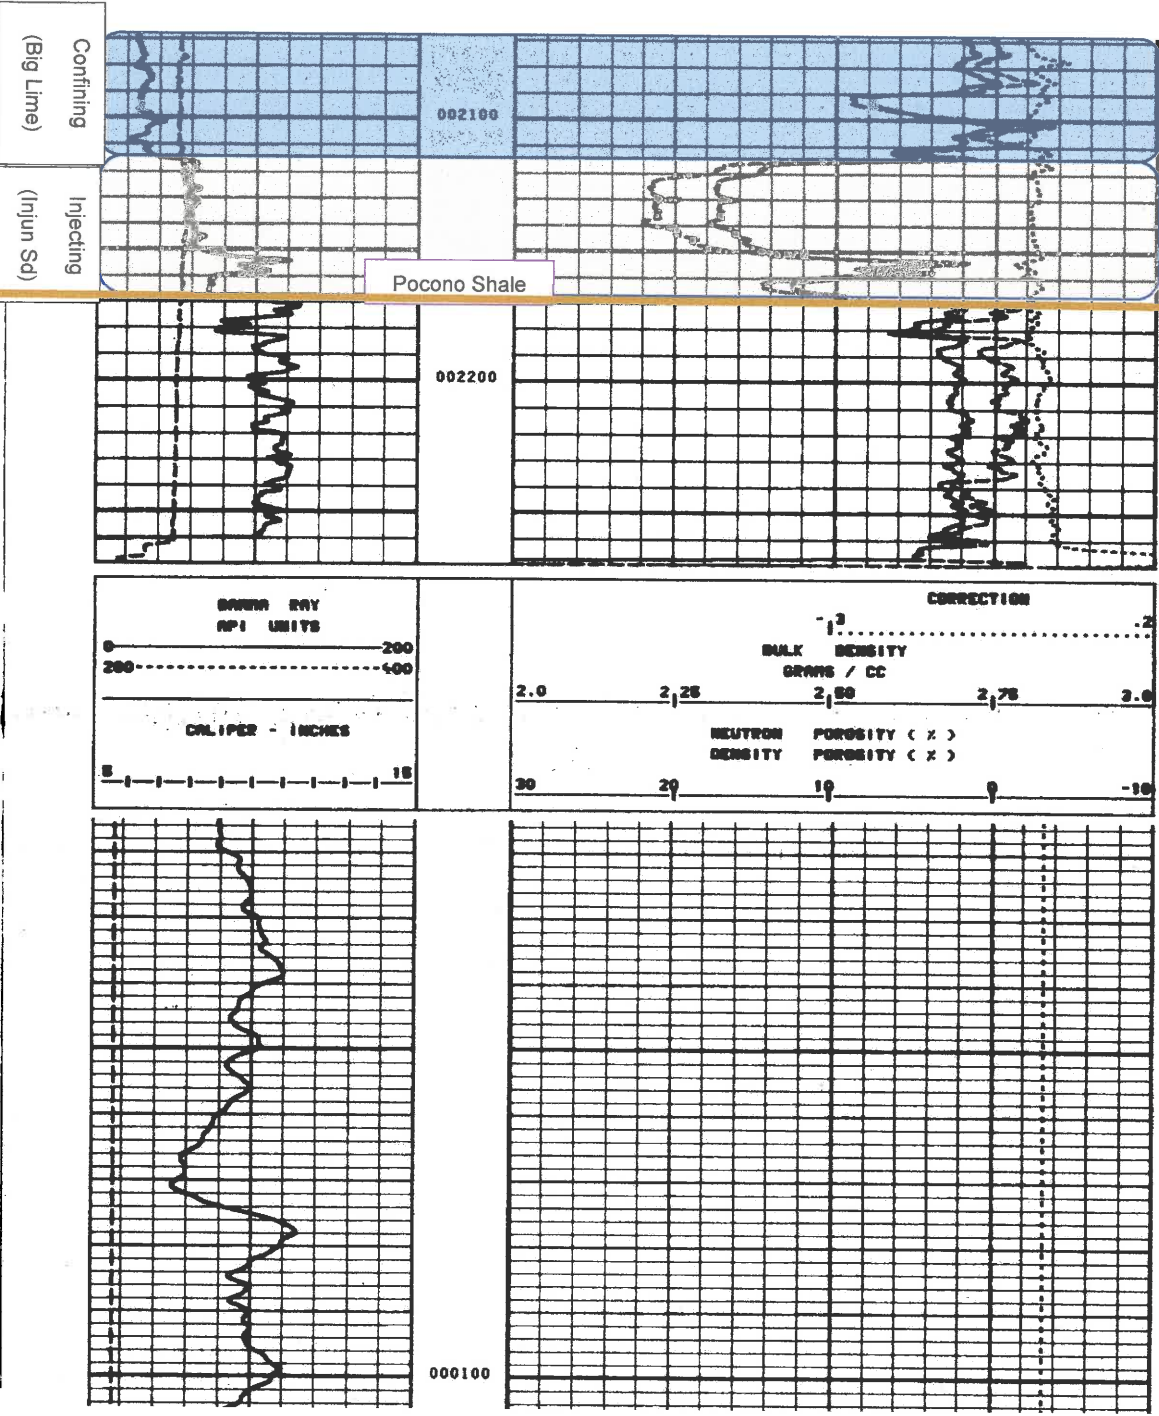 Confining
(Big Lime)
002100
Injecting
(Injun Sd)
Pocono Shale
002200
GAMMA RAY
API UNITS
0 200
200 400
CALIPER - INCHES
5 15
CORRECTION
.2
BULK DENSITY
GRAMS / CC
2.0 2.25 2.50 2.75 3.0
NEUTRON POROSITY ( % )
DENSITY POROSITY ( % )
30 20 10 0 -10
000100